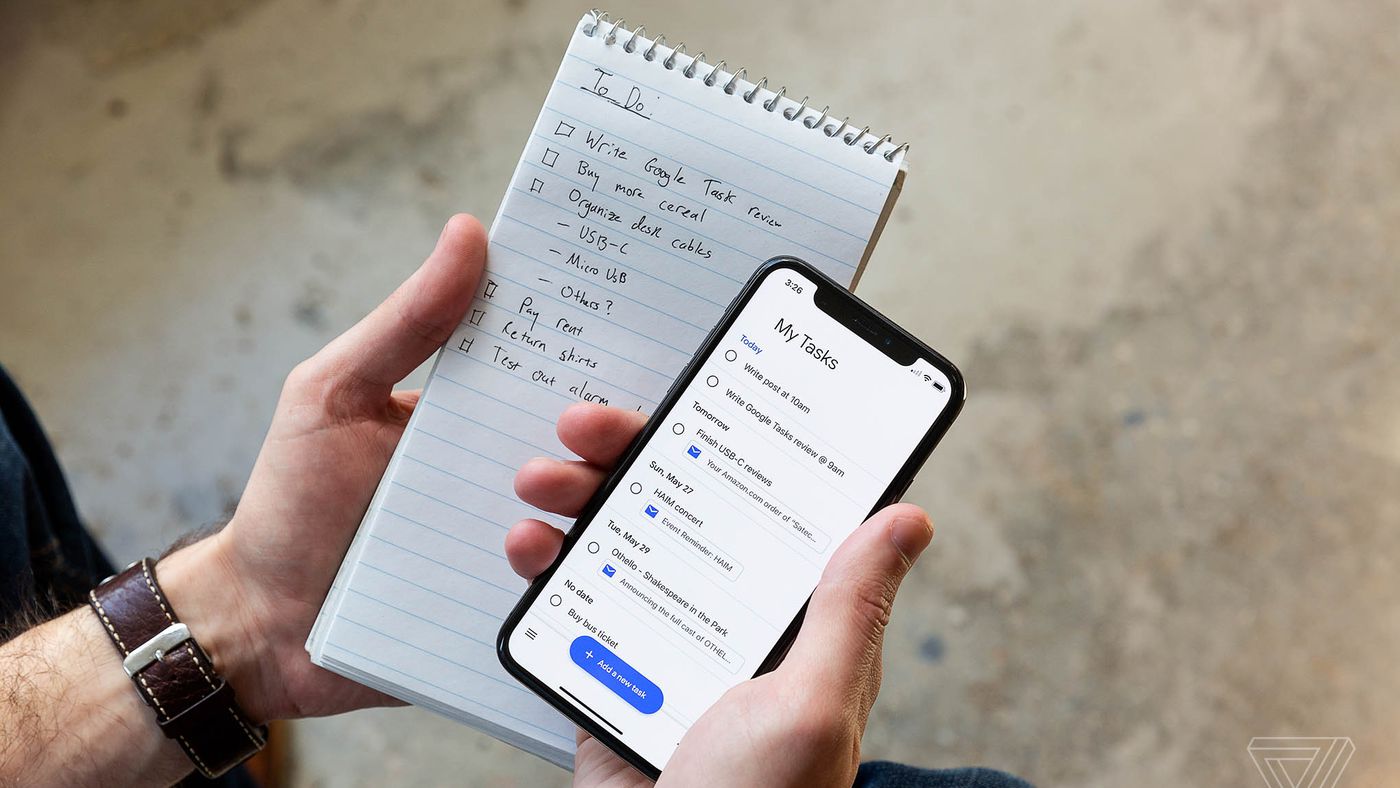 To Do:
Write Google Task review
Buy more cereal
Organize desk cables
- USB-C
- Micro USB
- Others?
Pay rent
Return shirts
Test out alarm
3:26
My Tasks
Today
Write post at 10am
Write Google Tasks review @ 9am
Tomorrow
Finish USB-C reviews
Your Amazon.com order of "Satec...
Sun, May 27
HAIM concert
Event Reminder: HAIM
Tue, May 29
Othello - Shakespeare in the Park
Announcing the full cast of OTHEL...
No date
Buy bus ticket
+ Add a new task